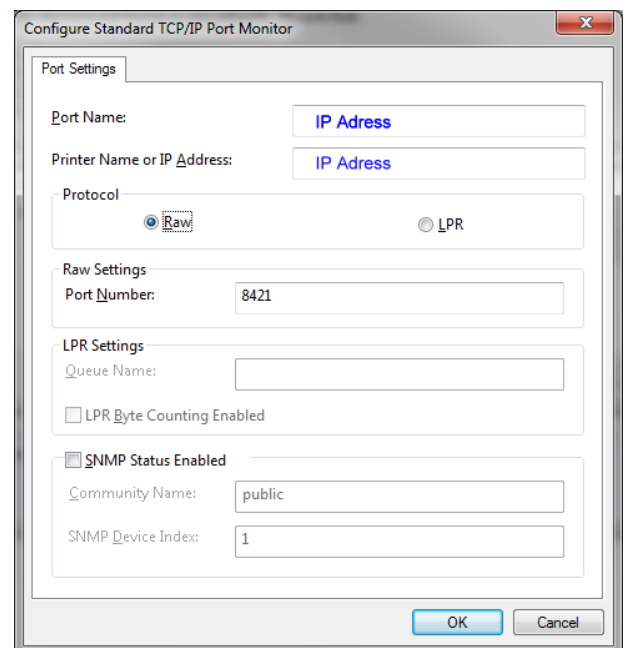 Configure Standard TCP/IP Port Monitor
Port Settings
Port Name: IP Adress
Printer Name or IP Address: IP Adress
Protocol
Raw LPR
Raw Settings
Port Number: 8421
LPR Settings
Queue Name:
LPR Byte Counting Enabled
SNMP Status Enabled
Community Name: public
SNMP Device Index: 1
OK Cancel